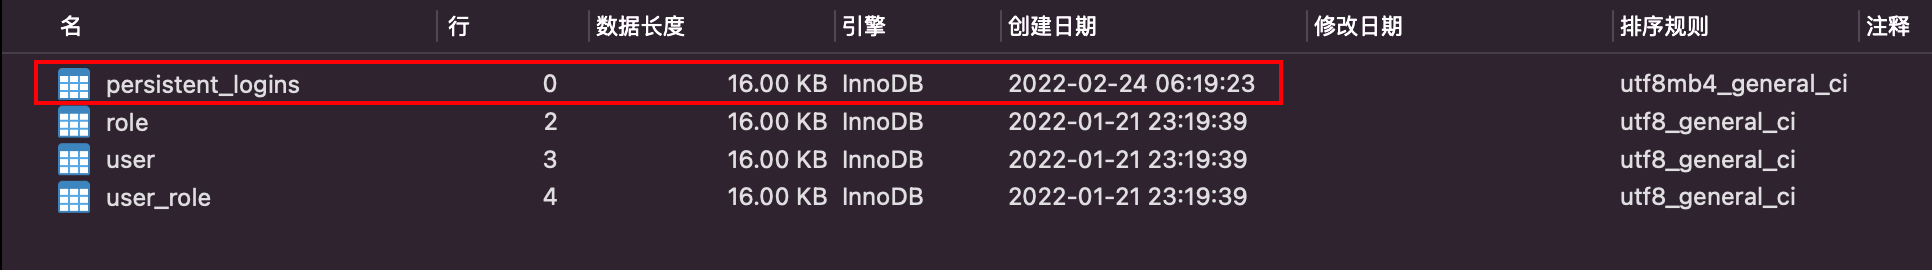 名 行 数据长度 引擎 创建日期 修改日期 排序规则 注释
persistent_logins 0 16.00 KB InnoDB 2022-02-24 06:19:23 utf8mb4_general_ci
role 2 16.00 KB InnoDB 2022-01-21 23:19:39 utf8_general_ci
user 3 16.00 KB InnoDB 2022-01-21 23:19:39 utf8_general_ci
user_role 4 16.00 KB InnoDB 2022-01-21 23:19:39 utf8_general_ci